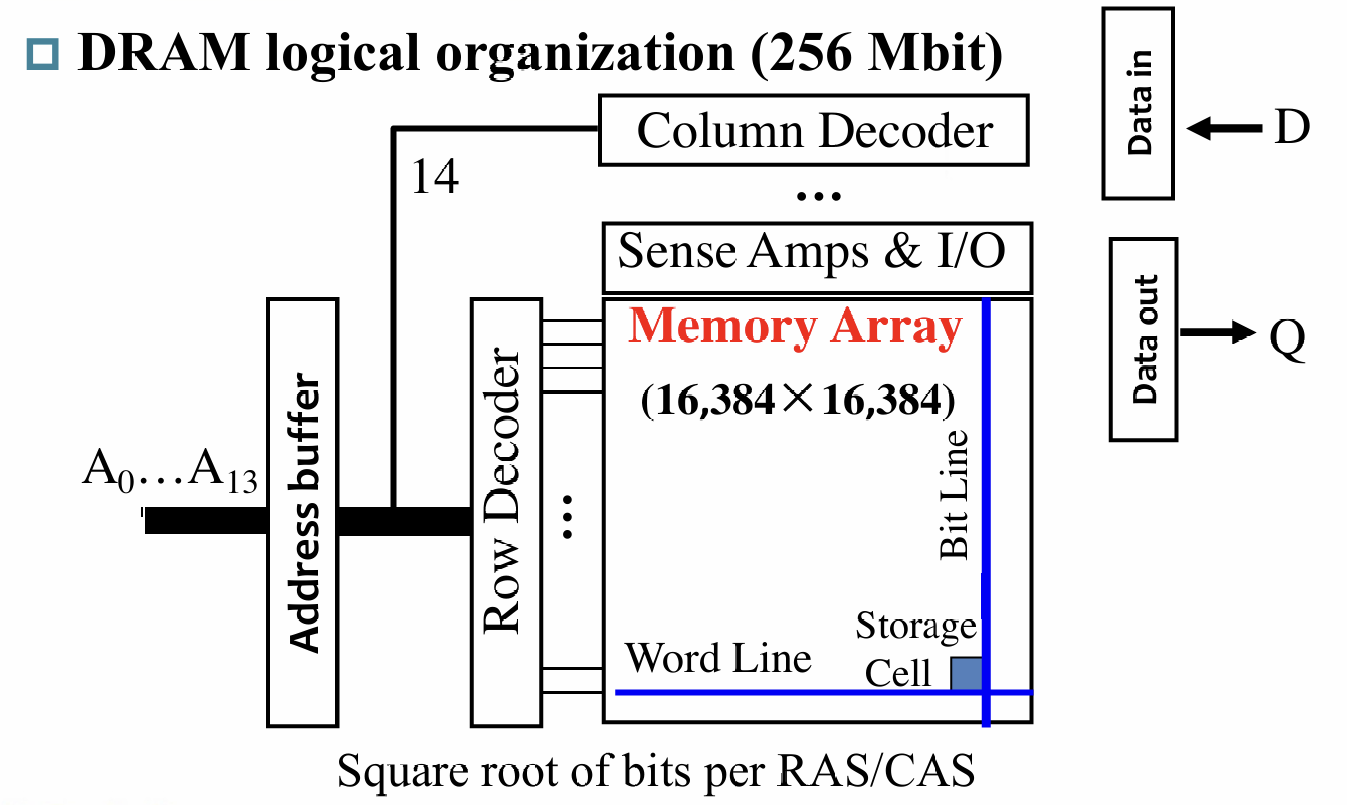 DRAM logical organization (256 Mbit)
Column Decoder
Data in
D
14
...
Sense Amps & I/O
Data out
Q
Memory Array
(16,384×16,384)
A0…A13
Address buffer
Row Decoder
...
Bit Line
Storage
Cell
Word Line
Square root of bits per RAS/CAS